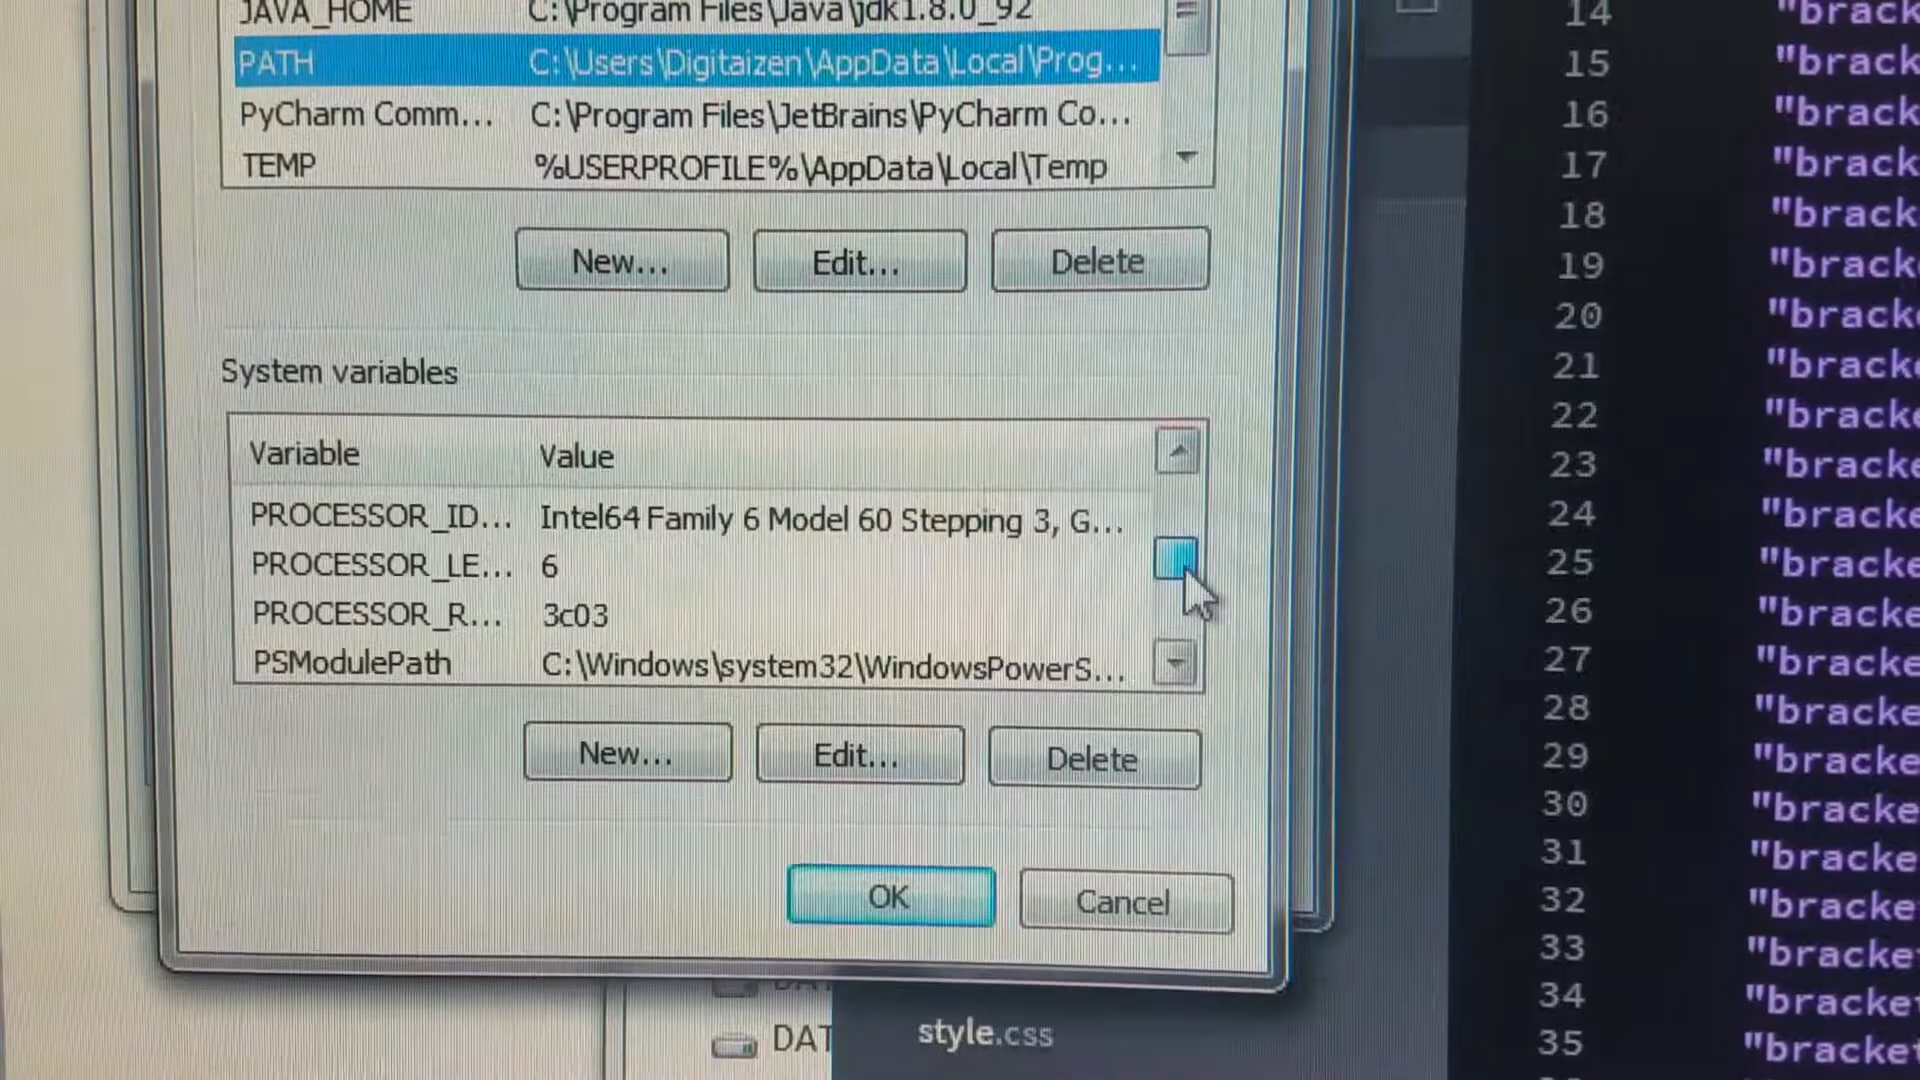 JAVA_HOME C:\Program Files\Java\jdk1.8.0_92
PATH C:\Users\Digitaizen\AppData\Local\Prog...
PyCharm Comm... C:\Program Files\JetBrains\PyCharm Co...
TEMP %USERPROFILE%\AppData\Local\Temp
New... Edit... Delete
System variables
Variable Value
PROCESSOR_ID... Intel64 Family 6 Model 60 Stepping 3, G...
PROCESSOR_LE... 6
PROCESSOR_R... 3c03
PSModulePath C:\Windows\system32\WindowsPowerS...
New... Edit... Delete
OK Cancel
DAT
style.css
14 "brack
15 "brack
16 "brack
17 "brack
18 "brack
19 "brack
20 "bracke
21 "bracke
22 "bracke
23 "bracke
24 "bracke
25 "bracke
26 "bracke
27 "bracke
28 "bracke
29 "bracke
30 "bracke
31 "bracke
32 "bracke
33 "bracket
34 "bracket
35 "bracket